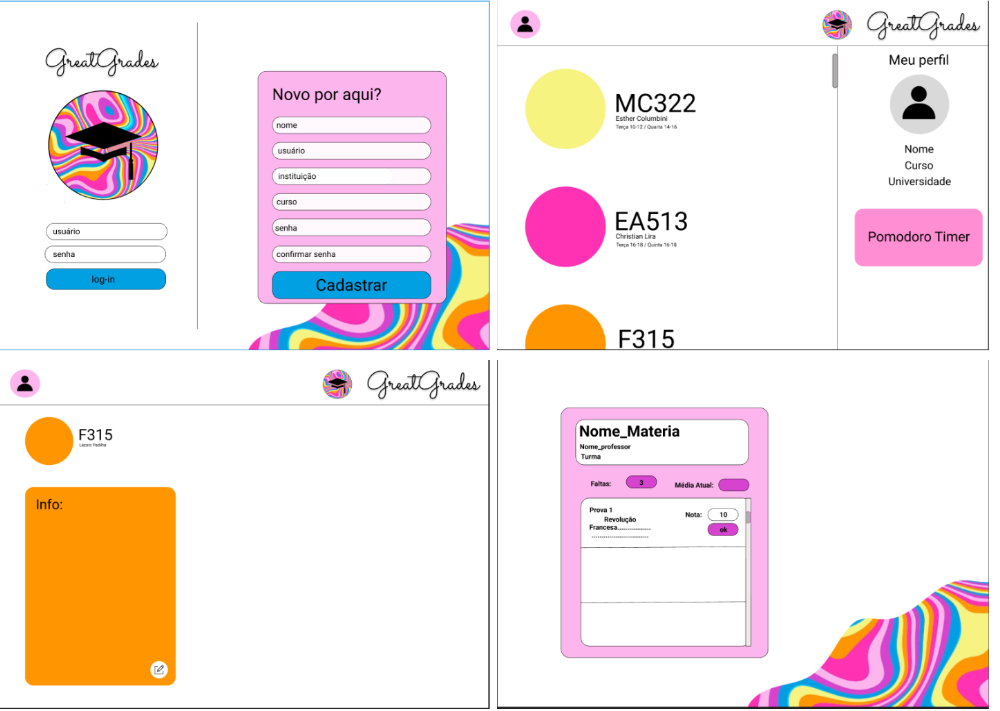 GreatGrades
usuário
senha
log-in
Novo por aqui?
nome
usuário
instituição
curso
senha
confirmar senha
Cadastrar
GreatGrades
MC322
Esther Columbini
Terça 10-12 / Quarta 14-16
EA513
Christian Lira
Terça 16-18 / Quinta 16-18
F315
Meu perfil
Nome
Curso
Universidade
Pomodoro Timer
GreatGrades
F315
Lázaro Padilha
Info:
Nome_Materia
Nome_professor
Turma
Faltas: 3 Média Atual:
Prova 1
Revolução
Francesa................
............................
Nota: 10
ok